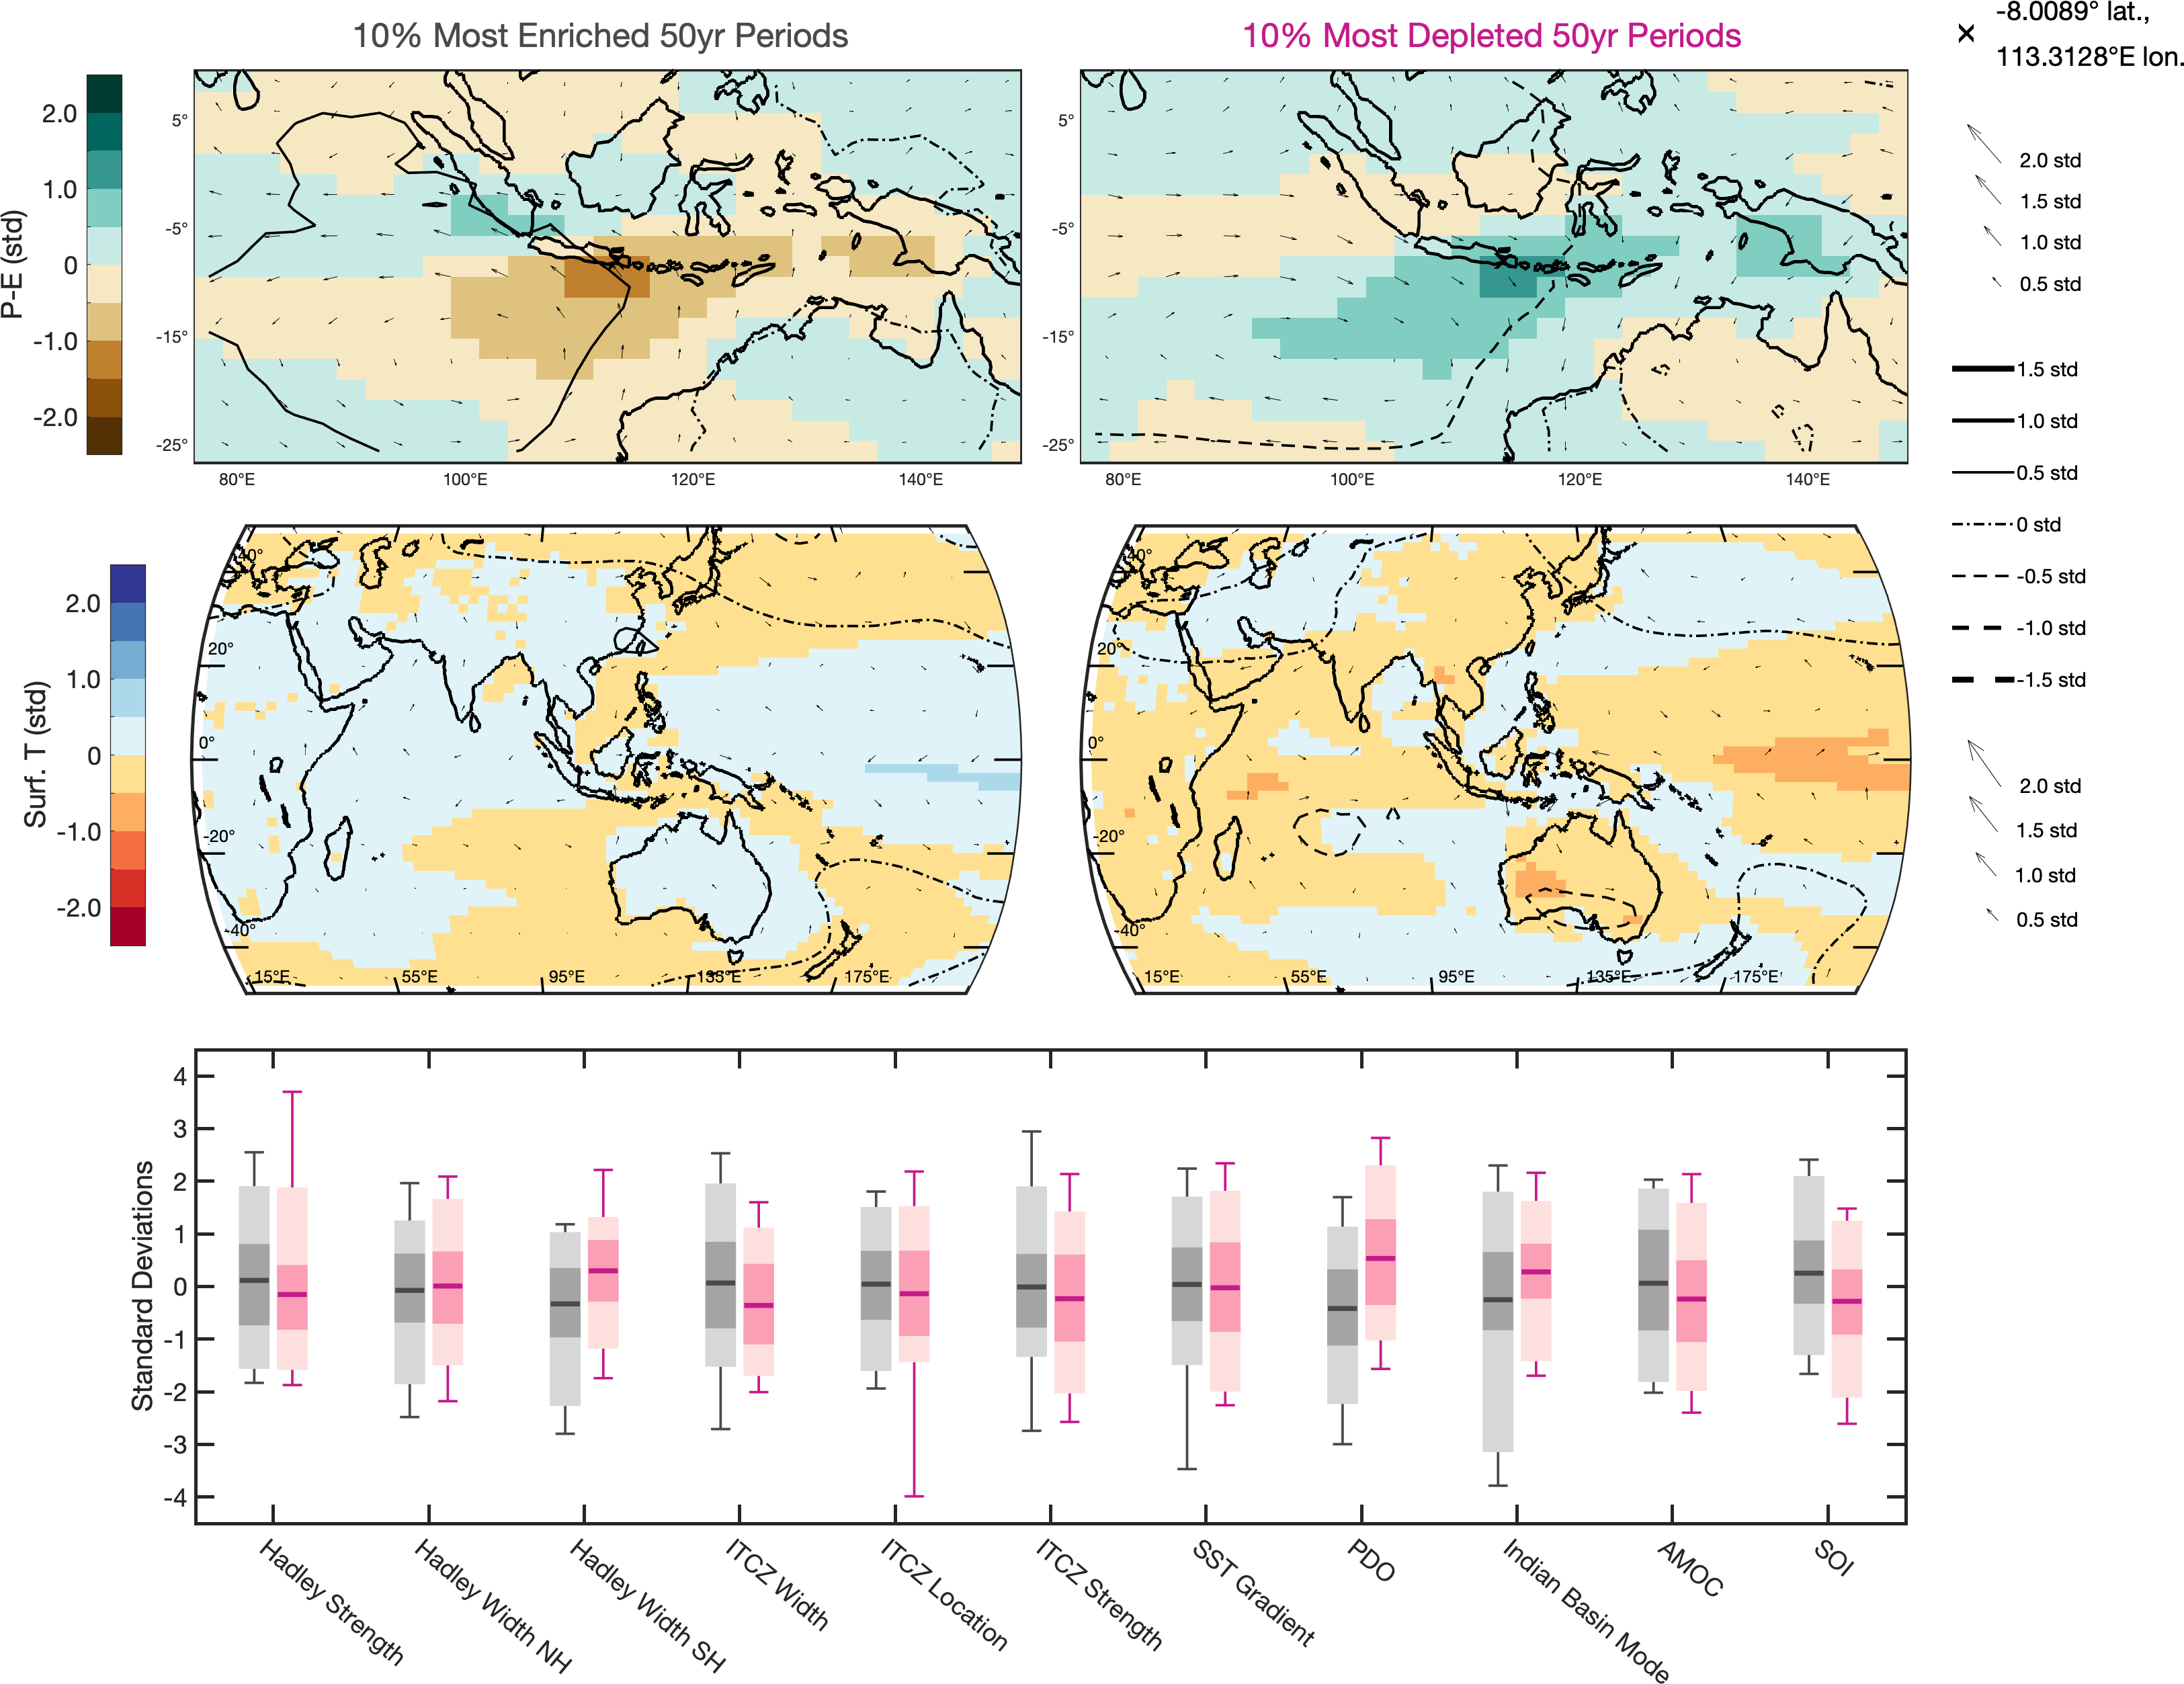 10% Most Enriched 50yr Periods
10% Most Depleted 50yr Periods
-8.0089° lat.,
113.3128°E lon.
P-E (std)
2.0
1.0
0
-1.0
-2.0
5°
-5°
-15°
-25°
80°E
100°E
120°E
140°E
5°
-5°
-15°
-25°
80°E
100°E
120°E
140°E
2.0 std
1.5 std
1.0 std
0.5 std
1.5 std
1.0 std
0.5 std
0 std
-0.5 std
-1.0 std
-1.5 std
Surf. T (std)
2.0
1.0
0
-1.0
-2.0
40°
20°
0°
-20°
-40°
15°E
55°E
95°E
135°E
175°E
40°
20°
0°
-20°
-40°
15°E
55°E
95°E
135°E
175°E
2.0 std
1.5 std
1.0 std
0.5 std
Standard Deviations
4
3
2
1
0
-1
-2
-3
-4
Hadley Strength
Hadley Width NH
Hadley Width SH
ITCZ Width
ITCZ Location
ITCZ Strength
SST Gradient
PDO
Indian Basin Mode
AMOC
SOI